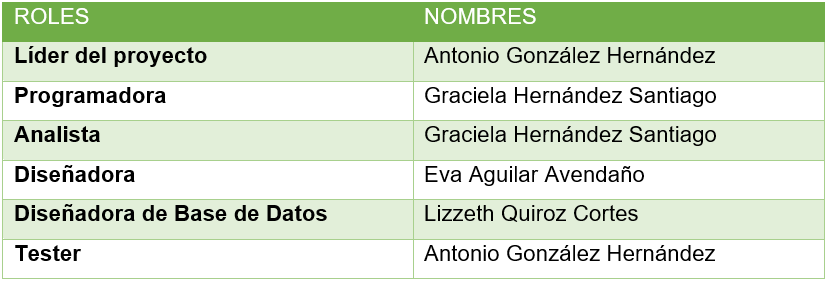 ROLES NOMBRES
Líder del proyecto Antonio González Hernández
Programadora Graciela Hernández Santiago
Analista Graciela Hernández Santiago
Diseñadora Eva Aguilar Avendaño
Diseñadora de Base de Datos Lizzeth Quiroz Cortes
Tester Antonio González Hernández